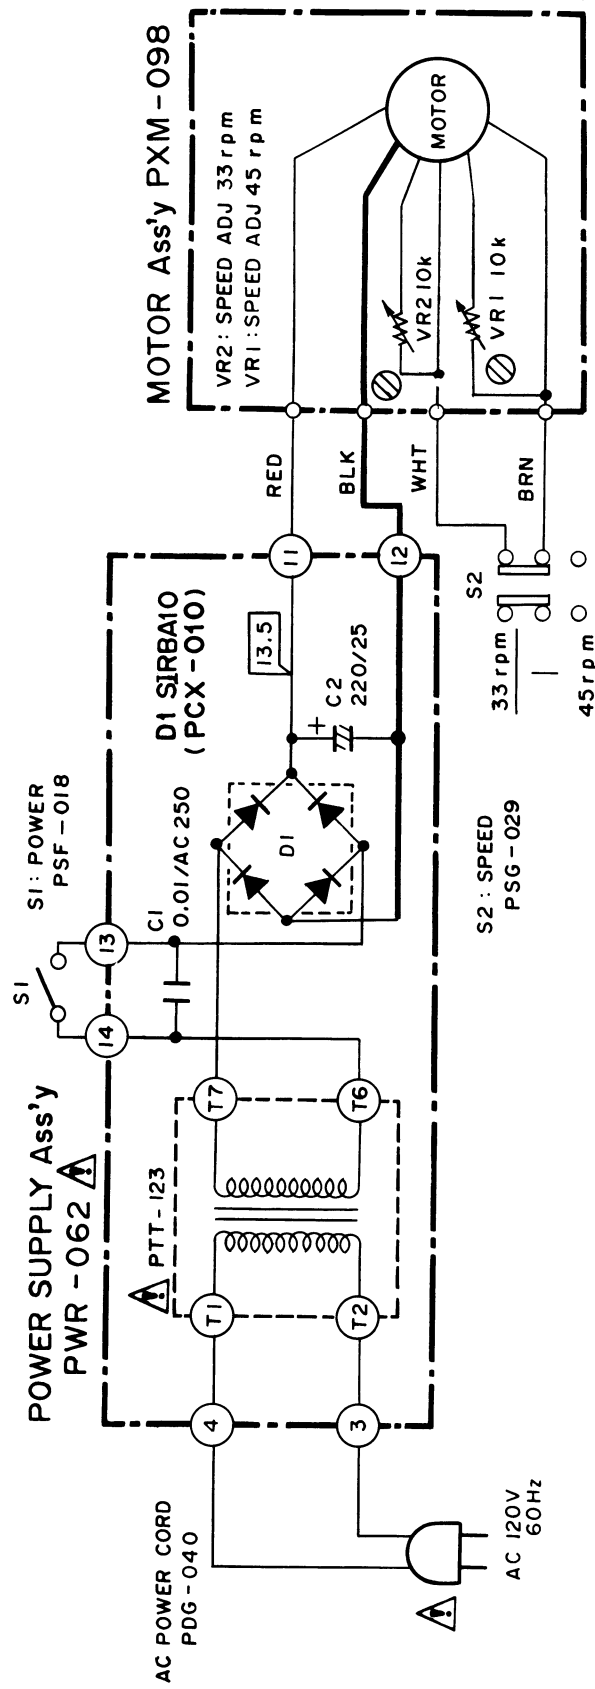 AC POWER CORD
PDG-040
AC 120V
60Hz
POWER SUPPLY Ass'y
PWR-062
4
3
PTT-123
T1
T2
T7
T6
S1
S1: POWER
PSF-018
14
13
C1
0.01/AC 250
D1
D1 SIRBA10
(PCX-010)
13.5
+
C2
220/25
11
12
S2: SPEED
PSG-029
33rpm
45rpm
S2
RED
BLK
WHT
BRN
MOTOR Ass'y PXM-098
VR2: SPEED ADJ 33rpm
VR1: SPEED ADJ 45rpm
VR2 10k
VR1 10k
MOTOR